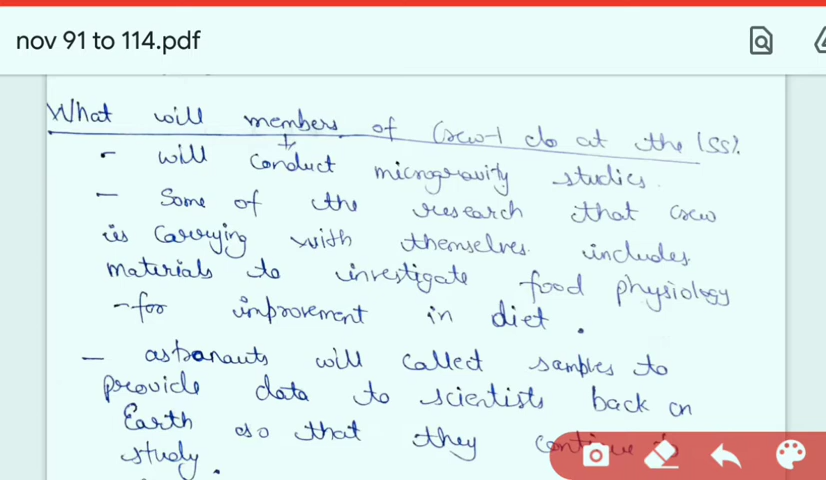 nov 91 to 114.pdf
What will members of Crew-1 do at the ISS?
- will conduct microgravity studies.
- Some of the research that crew
is carrying with themselves includes
materials to investigate food physiology
- for improvement in diet.
- astronauts will collect samples to
provide data to scientists back on
Earth so that they continue to
study.